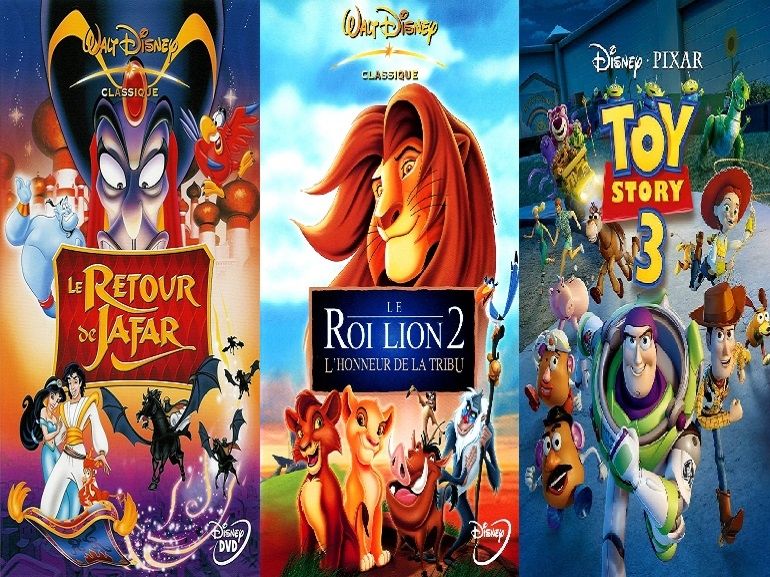 WALT DISNEY
CLASSIQUE
LE RETOUR
de JAFAR
DISNEY
DVD
WALT DISNEY
CLASSIQUE
LE
ROI LION 2
L'HONNEUR DE LA TRIBU
DISNEY
DISNEY · PIXAR
TOY
STORY
3